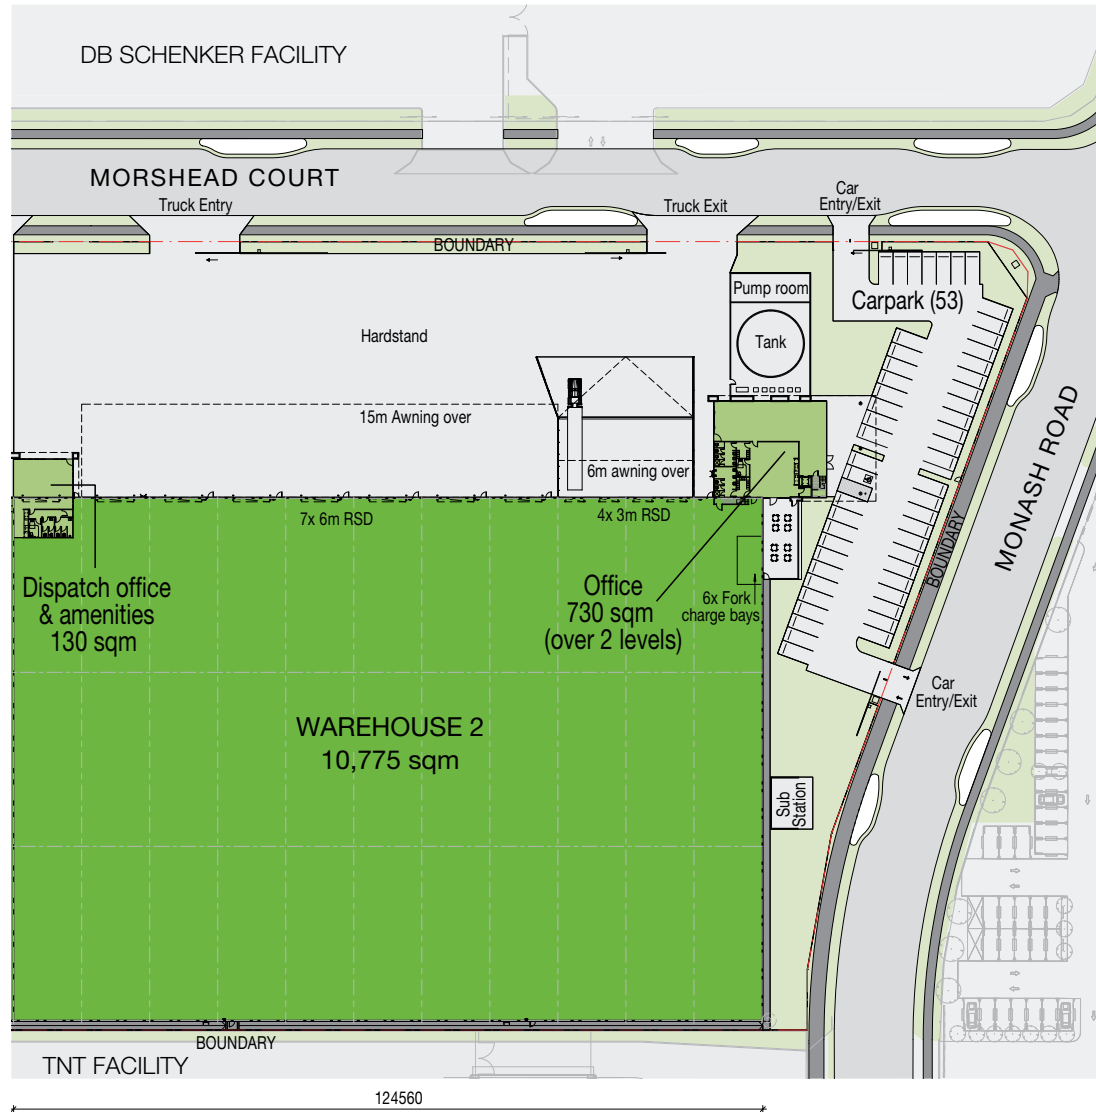 DB SCHENKER FACILITY
MORSHEAD COURT
Truck Entry
Truck Exit
Car
Entry/Exit
BOUNDARY
Pump room
Carpark (53)
Tank
Hardstand
15m Awning over
6m awning over
MONASH ROAD
7x 6m RSD
4x 3m RSD
BOUNDARY
Dispatch office
& amenities
130 sqm
Office
730 sqm
(over 2 levels)
6x Fork
charge bays
Car
Entry/Exit
WAREHOUSE 2
10,775 sqm
Sub
Station
BOUNDARY
TNT FACILITY
124560